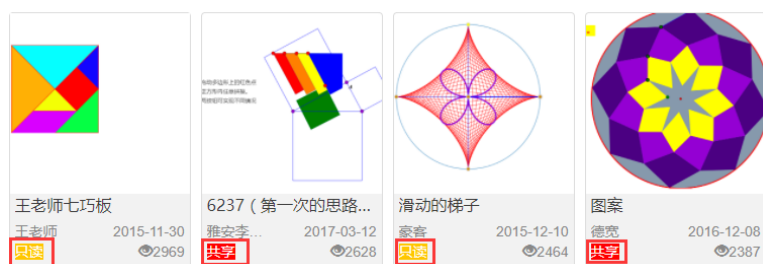 王老师七巧板
王老师 2015-11-30
只读 2969
6237（第一次的思路...
雅安李... 2017-03-12
共享 2628
滑动的梯子
豪客 2015-12-10
只读 2464
图案
德宽 2016-12-08
共享 2387